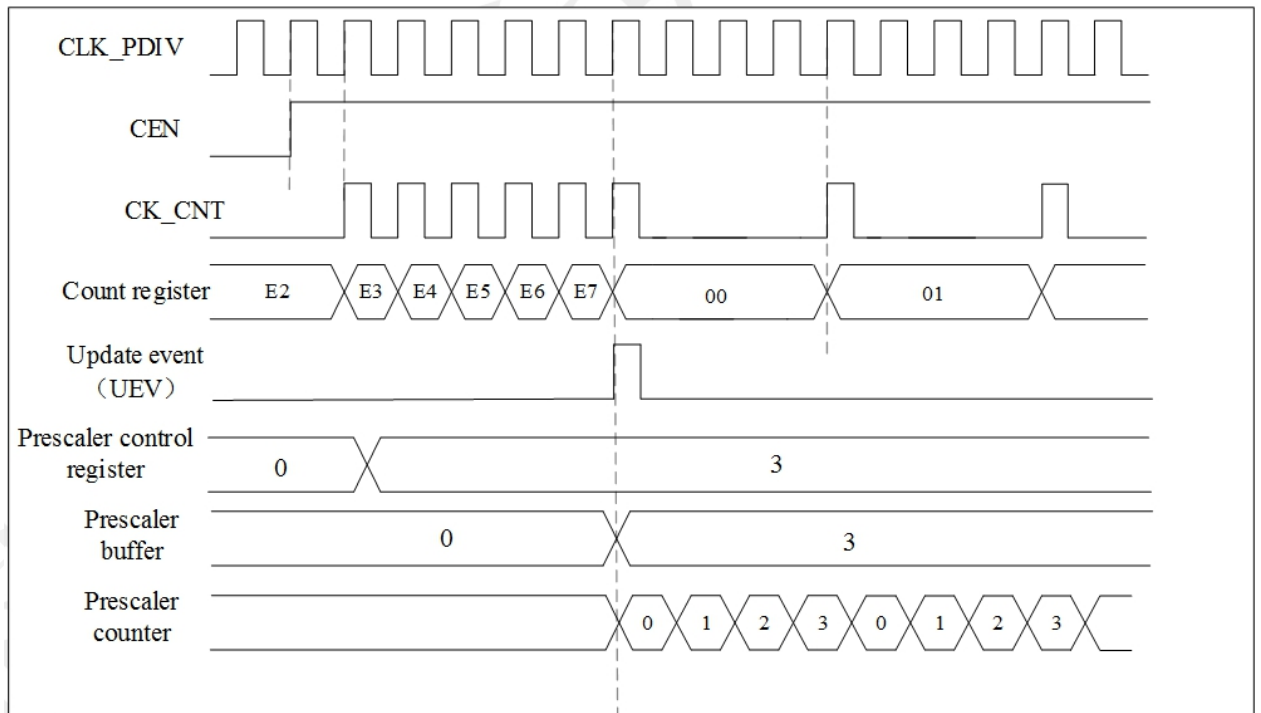 CLK_PDIV
CEN
CK_CNT
Count register
E2 E3 E4 E5 E6 E7 00 01
Update event
（UEV）
Prescaler control
register
0 3
Prescaler
buffer
0 3
Prescaler
counter
0 1 2 3 0 1 2 3